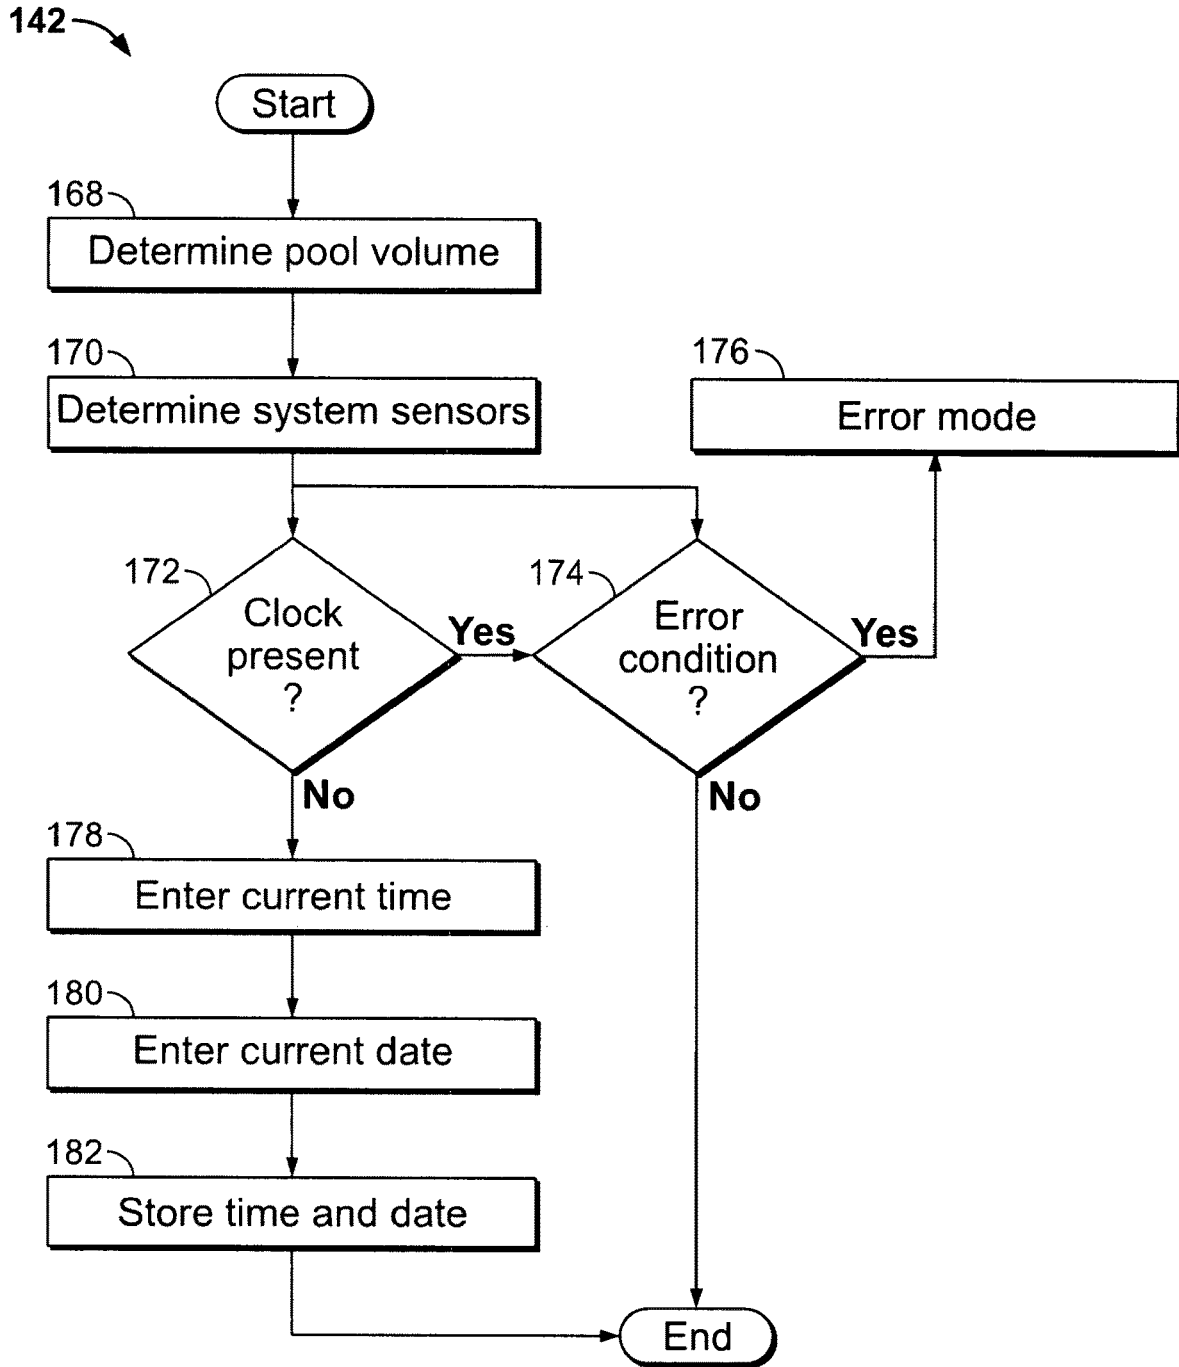 142
Start
168
Determine pool volume
170
Determine system sensors
176
Error mode
172
Clock
present
?
Yes
174
Error
condition
?
Yes
No
No
178
Enter current time
180
Enter current date
182
Store time and date
End